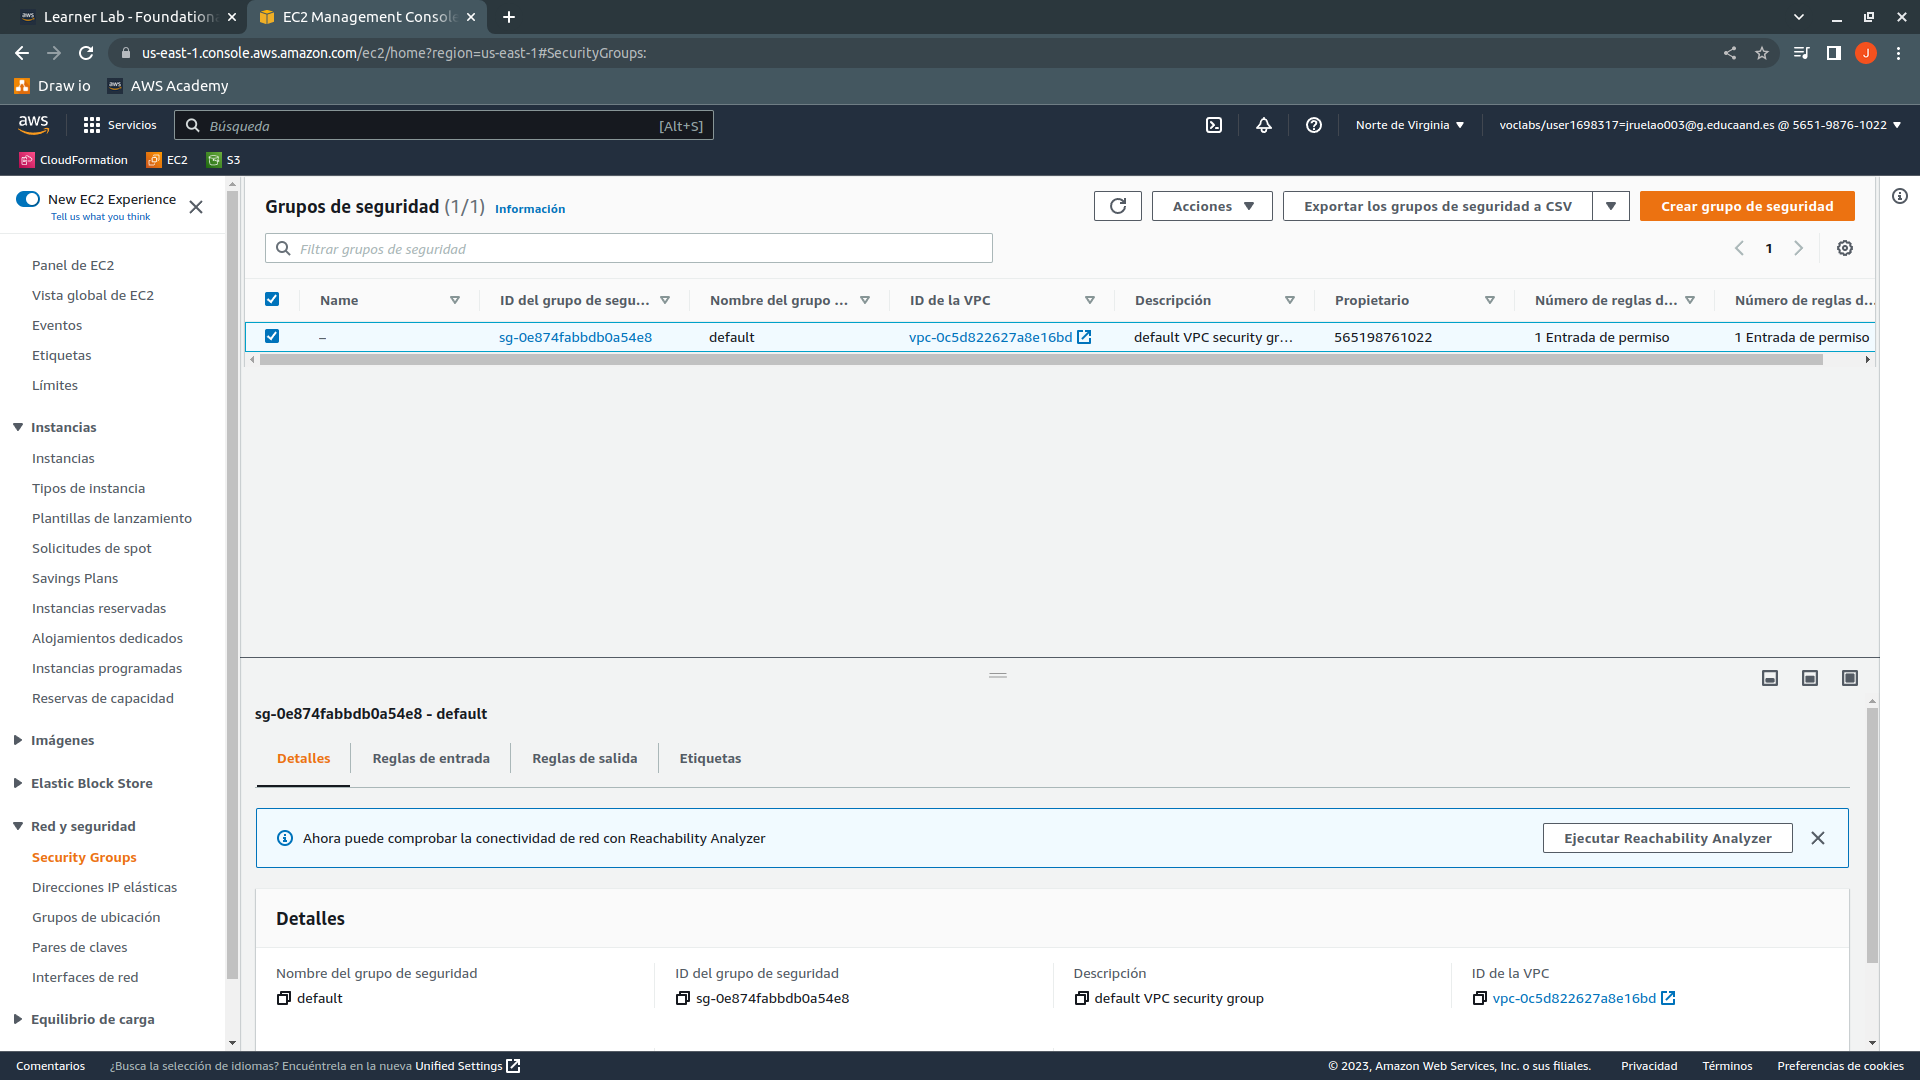 Learner Lab - Foundation
EC2 Management Console
us-east-1.console.aws.amazon.com/ec2/home?region=us-east-1#SecurityGroups:
J
Draw io
AWS Academy
aws
Servicios
Búsqueda
[Alt+S]
Norte de Virginia
voclabs/user1698317=jruelao003@g.educaand.es @ 5651-9876-1022
CloudFormation
EC2
S3
New EC2 Experience
Tell us what you think
Panel de EC2
Vista global de EC2
Eventos
Etiquetas
Límites
Instancias
Instancias
Tipos de instancia
Plantillas de lanzamiento
Solicitudes de spot
Savings Plans
Instancias reservadas
Alojamientos dedicados
Instancias programadas
Reservas de capacidad
Imágenes
Elastic Block Store
Red y seguridad
Security Groups
Direcciones IP elásticas
Grupos de ubicación
Pares de claves
Interfaces de red
Equilibrio de carga
Grupos de seguridad (1/1) Información
Acciones
Exportar los grupos de seguridad a CSV
Crear grupo de seguridad
Filtrar grupos de seguridad
1
Name
ID del grupo de segu...
Nombre del grupo ...
ID de la VPC
Descripción
Propietario
Número de reglas d...
Número de reglas d...
–
sg-0e874fabbdb0a54e8
default
vpc-0c5d822627a8e16bd
default VPC security gr...
565198761022
1 Entrada de permiso
1 Entrada de permiso
sg-0e874fabbdb0a54e8 - default
Detalles
Reglas de entrada
Reglas de salida
Etiquetas
Ahora puede comprobar la conectividad de red con Reachability Analyzer
Ejecutar Reachability Analyzer
Detalles
Nombre del grupo de seguridad
default
ID del grupo de seguridad
sg-0e874fabbdb0a54e8
Descripción
default VPC security group
ID de la VPC
vpc-0c5d822627a8e16bd
Comentarios
¿Busca la selección de idiomas? Encuéntrela en la nueva Unified Settings
© 2023, Amazon Web Services, Inc. o sus filiales.
Privacidad
Términos
Preferencias de cookies